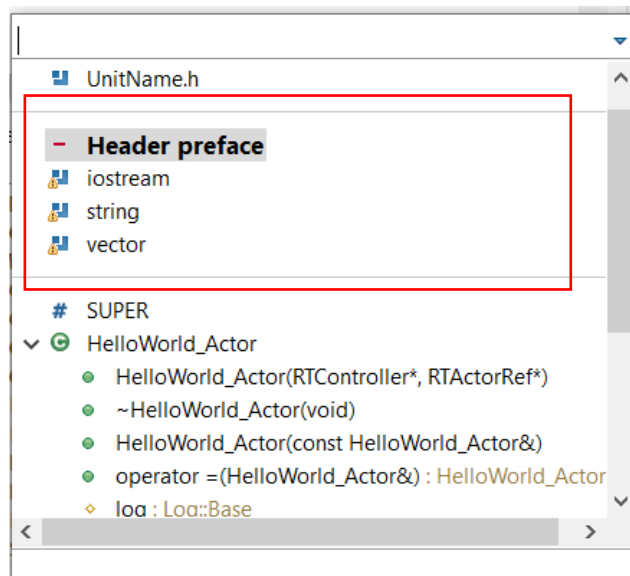 UnitName.h
Header preface
iostream
string
vector
# SUPER
HelloWorld_Actor
HelloWorld_Actor(RTController*, RTActorRef*)
~HelloWorld_Actor(void)
HelloWorld_Actor(const HelloWorld_Actor&)
operator =(HelloWorld_Actor&) : HelloWorld_Actor
log : Log::Base